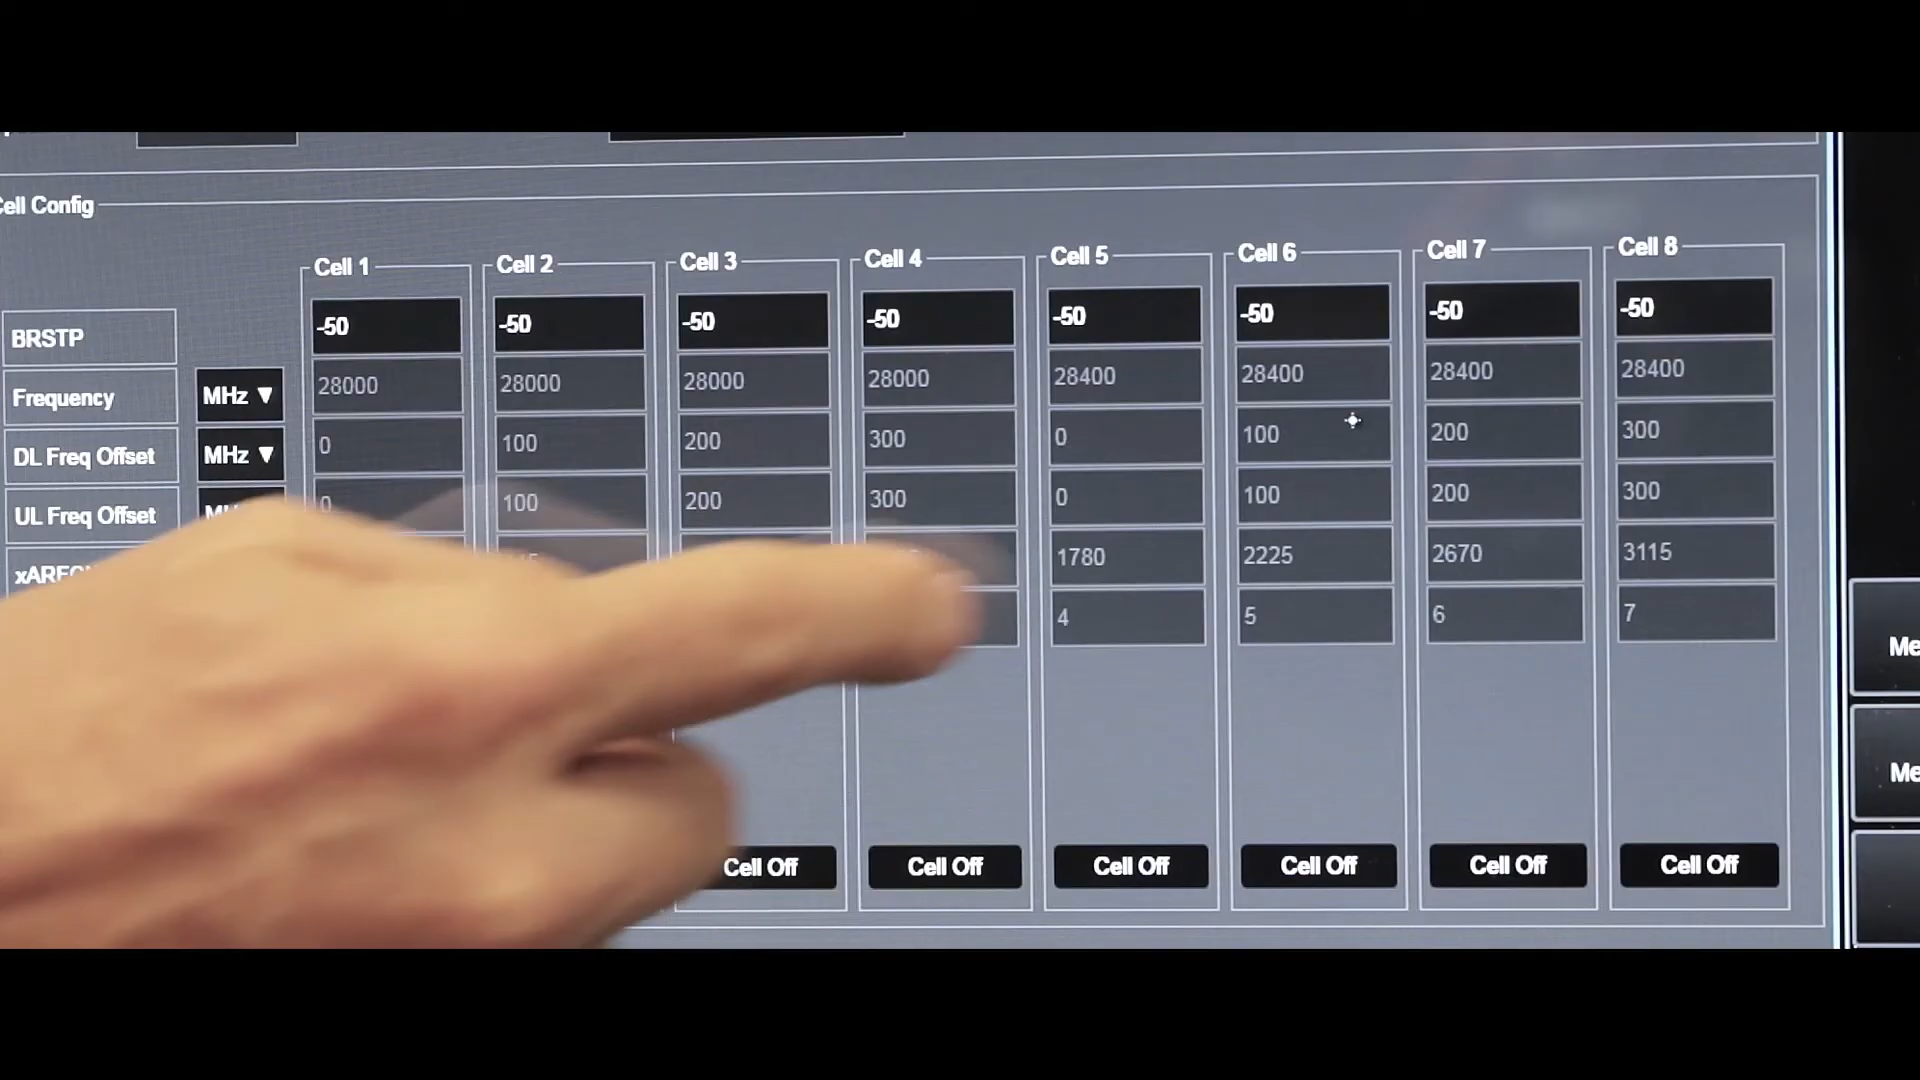 Cell Config
Cell 1 Cell 2 Cell 3 Cell 4 Cell 5 Cell 6 Cell 7 Cell 8
BRSTP -50 -50 -50 -50 -50 -50 -50 -50
Frequency MHz ▼ 28000 28000 28000 28000 28400 28400 28400 28400
DL Freq Offset MHz ▼ 0 100 200 300 0 100 200 300
UL Freq Offset 0 100 200 300 0 100 200 300
1780 2225 2670 3115
4 5 6 7
Cell Off Cell Off Cell Off Cell Off Cell Off Cell Off
Me
Me